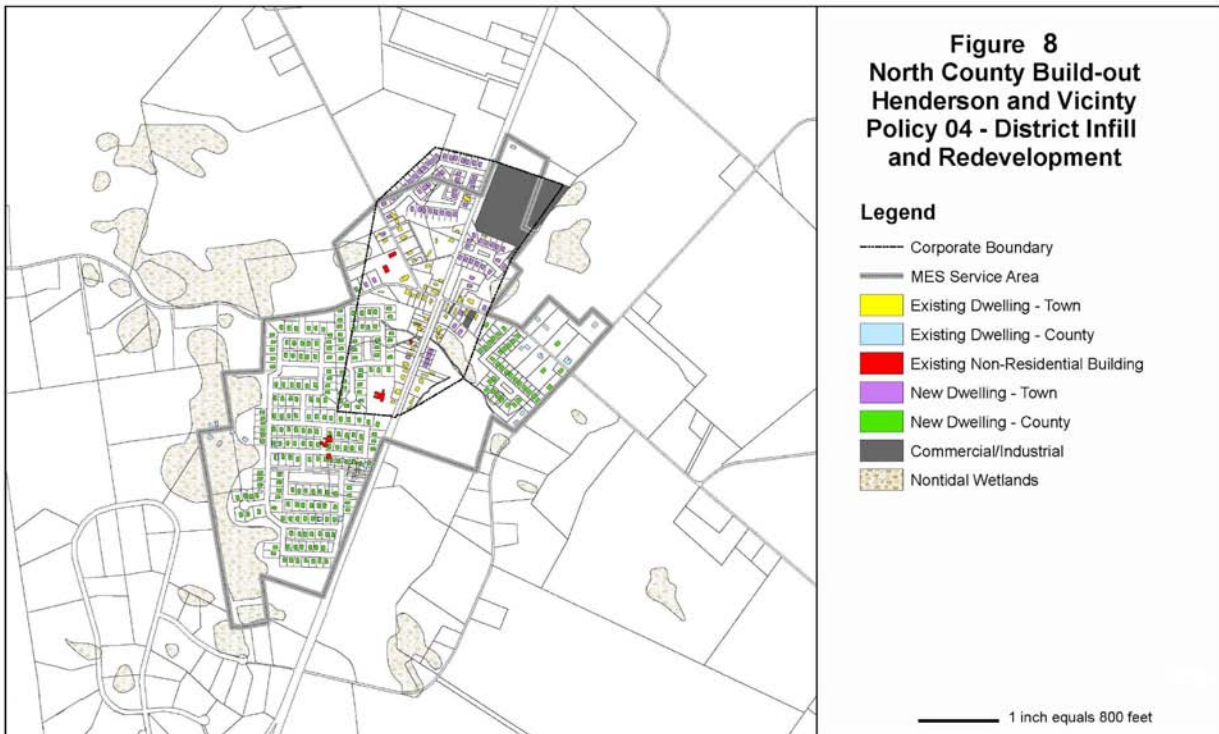 Figure 8
North County Build-out
Henderson and Vicinty
Policy 04 - District Infill
and Redevelopment
Legend
Corporate Boundary
MES Service Area
Existing Dwelling - Town
Existing Dwelling - County
Existing Non-Residential Building
New Dwelling - Town
New Dwelling - County
Commercial/Industrial
Nontidal Wetlands
1 inch equals 800 feet